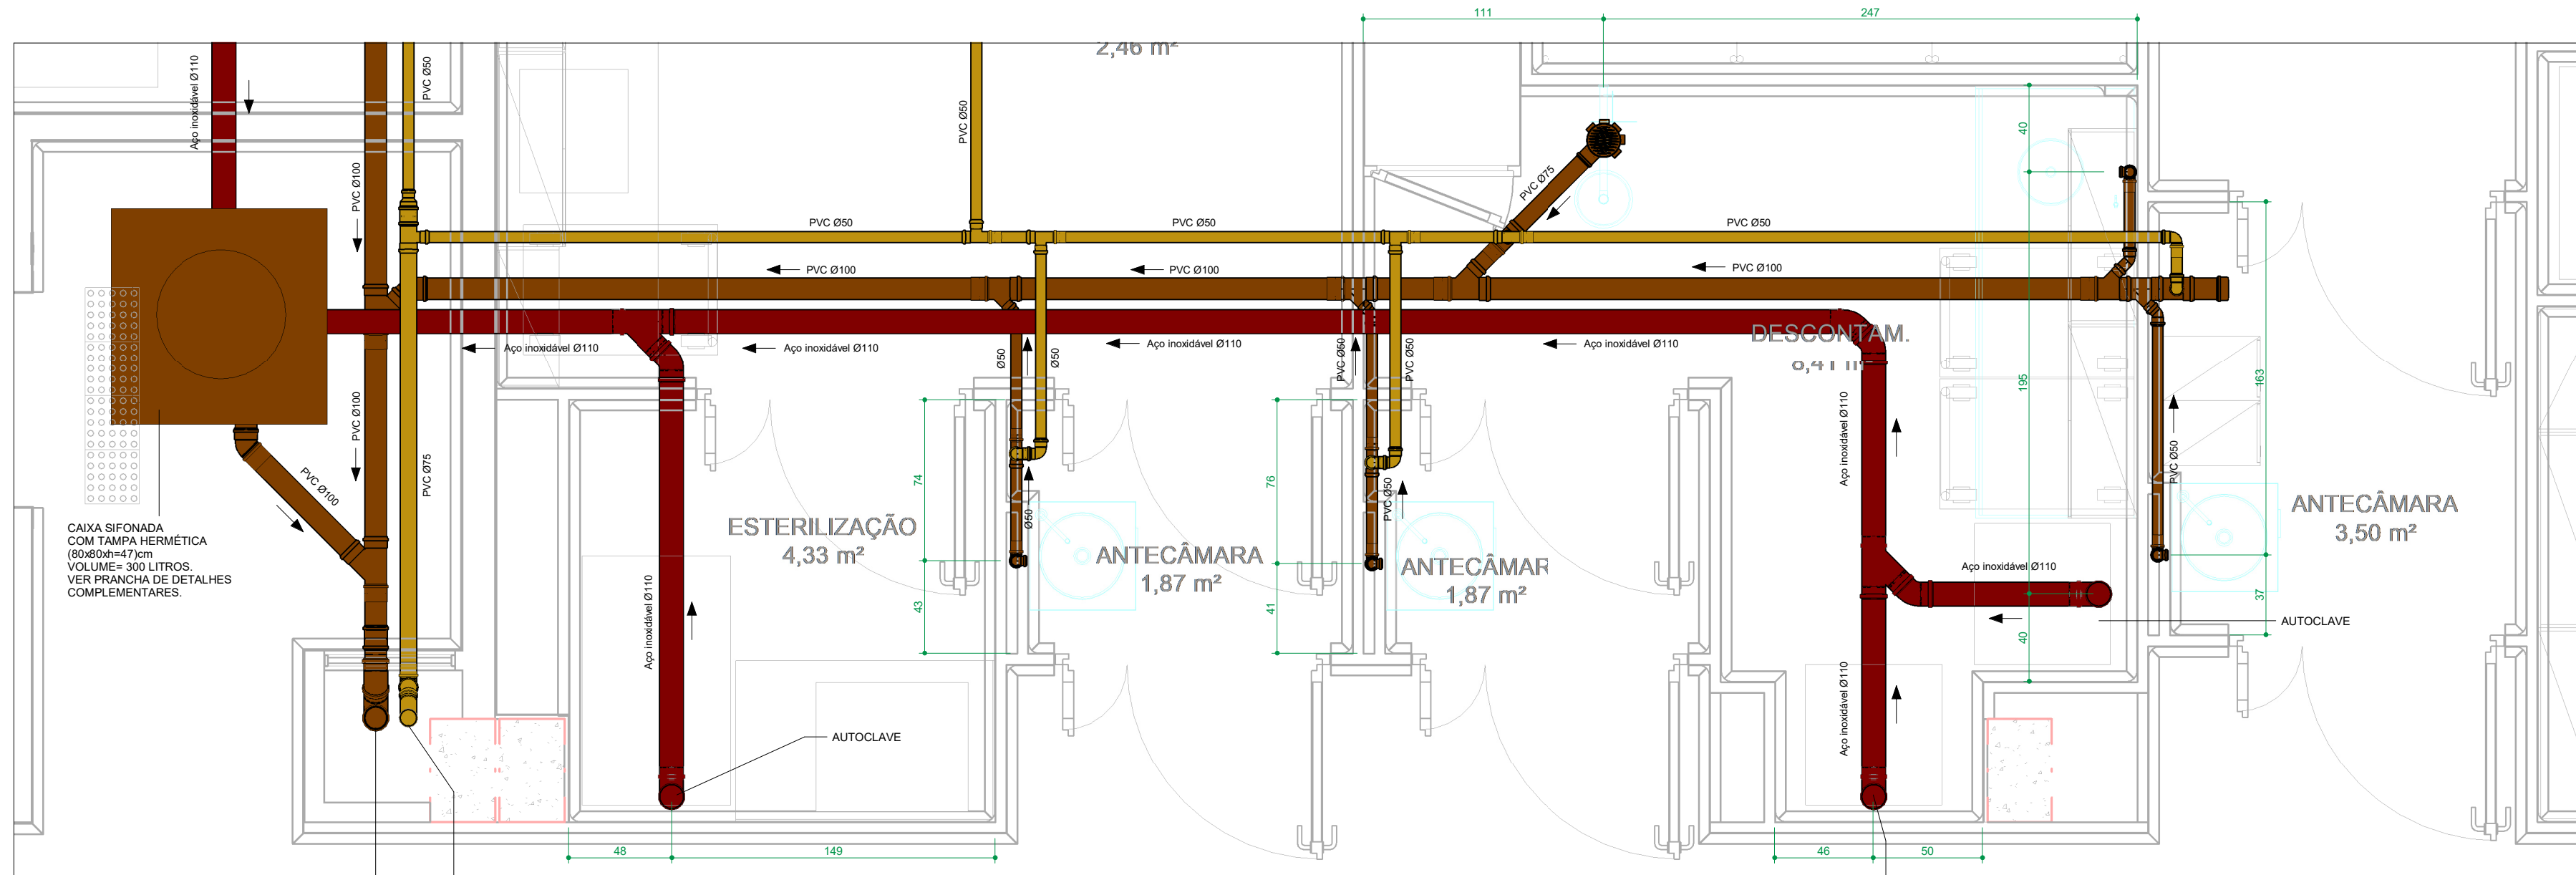 111
247
2,46 m²
Aço inoxidável Ø110
PVC Ø50
PVC Ø50
40
PVC Ø100
PVC Ø75
PVC Ø50
PVC Ø50
PVC Ø50
PVC Ø100
PVC Ø100
PVC Ø100
DESCONTAM.
Aço inoxidável Ø110
Aço inoxidável Ø110
Aço inoxidável Ø110
Aço inoxidável Ø110
Ø50
Ø50
PVC Ø50
PVC Ø50
195
163
PVC Ø100
Aço inoxidável Ø110
PVC Ø75
PVC Ø100
74
76
PVC Ø50
PVC Ø50
Ø50
CAIXA SIFONADA
COM TAMPA HERMÉTICA
(80x80xh=47)cm
VOLUME= 300 LITROS.
VER PRANCHA DE DETALHES
COMPLEMENTARES.
ESTERILIZAÇÃO
4,33 m²
ANTECÂMARA
1,87 m²
ANTECÂMAR
1,87 m²
ANTECÂMARA
3,50 m²
Aço inoxidável Ø110
Aço inoxidável Ø110
43
41
37
40
AUTOCLAVE
Aço inoxidável Ø110
AUTOCLAVE
48
149
46
50